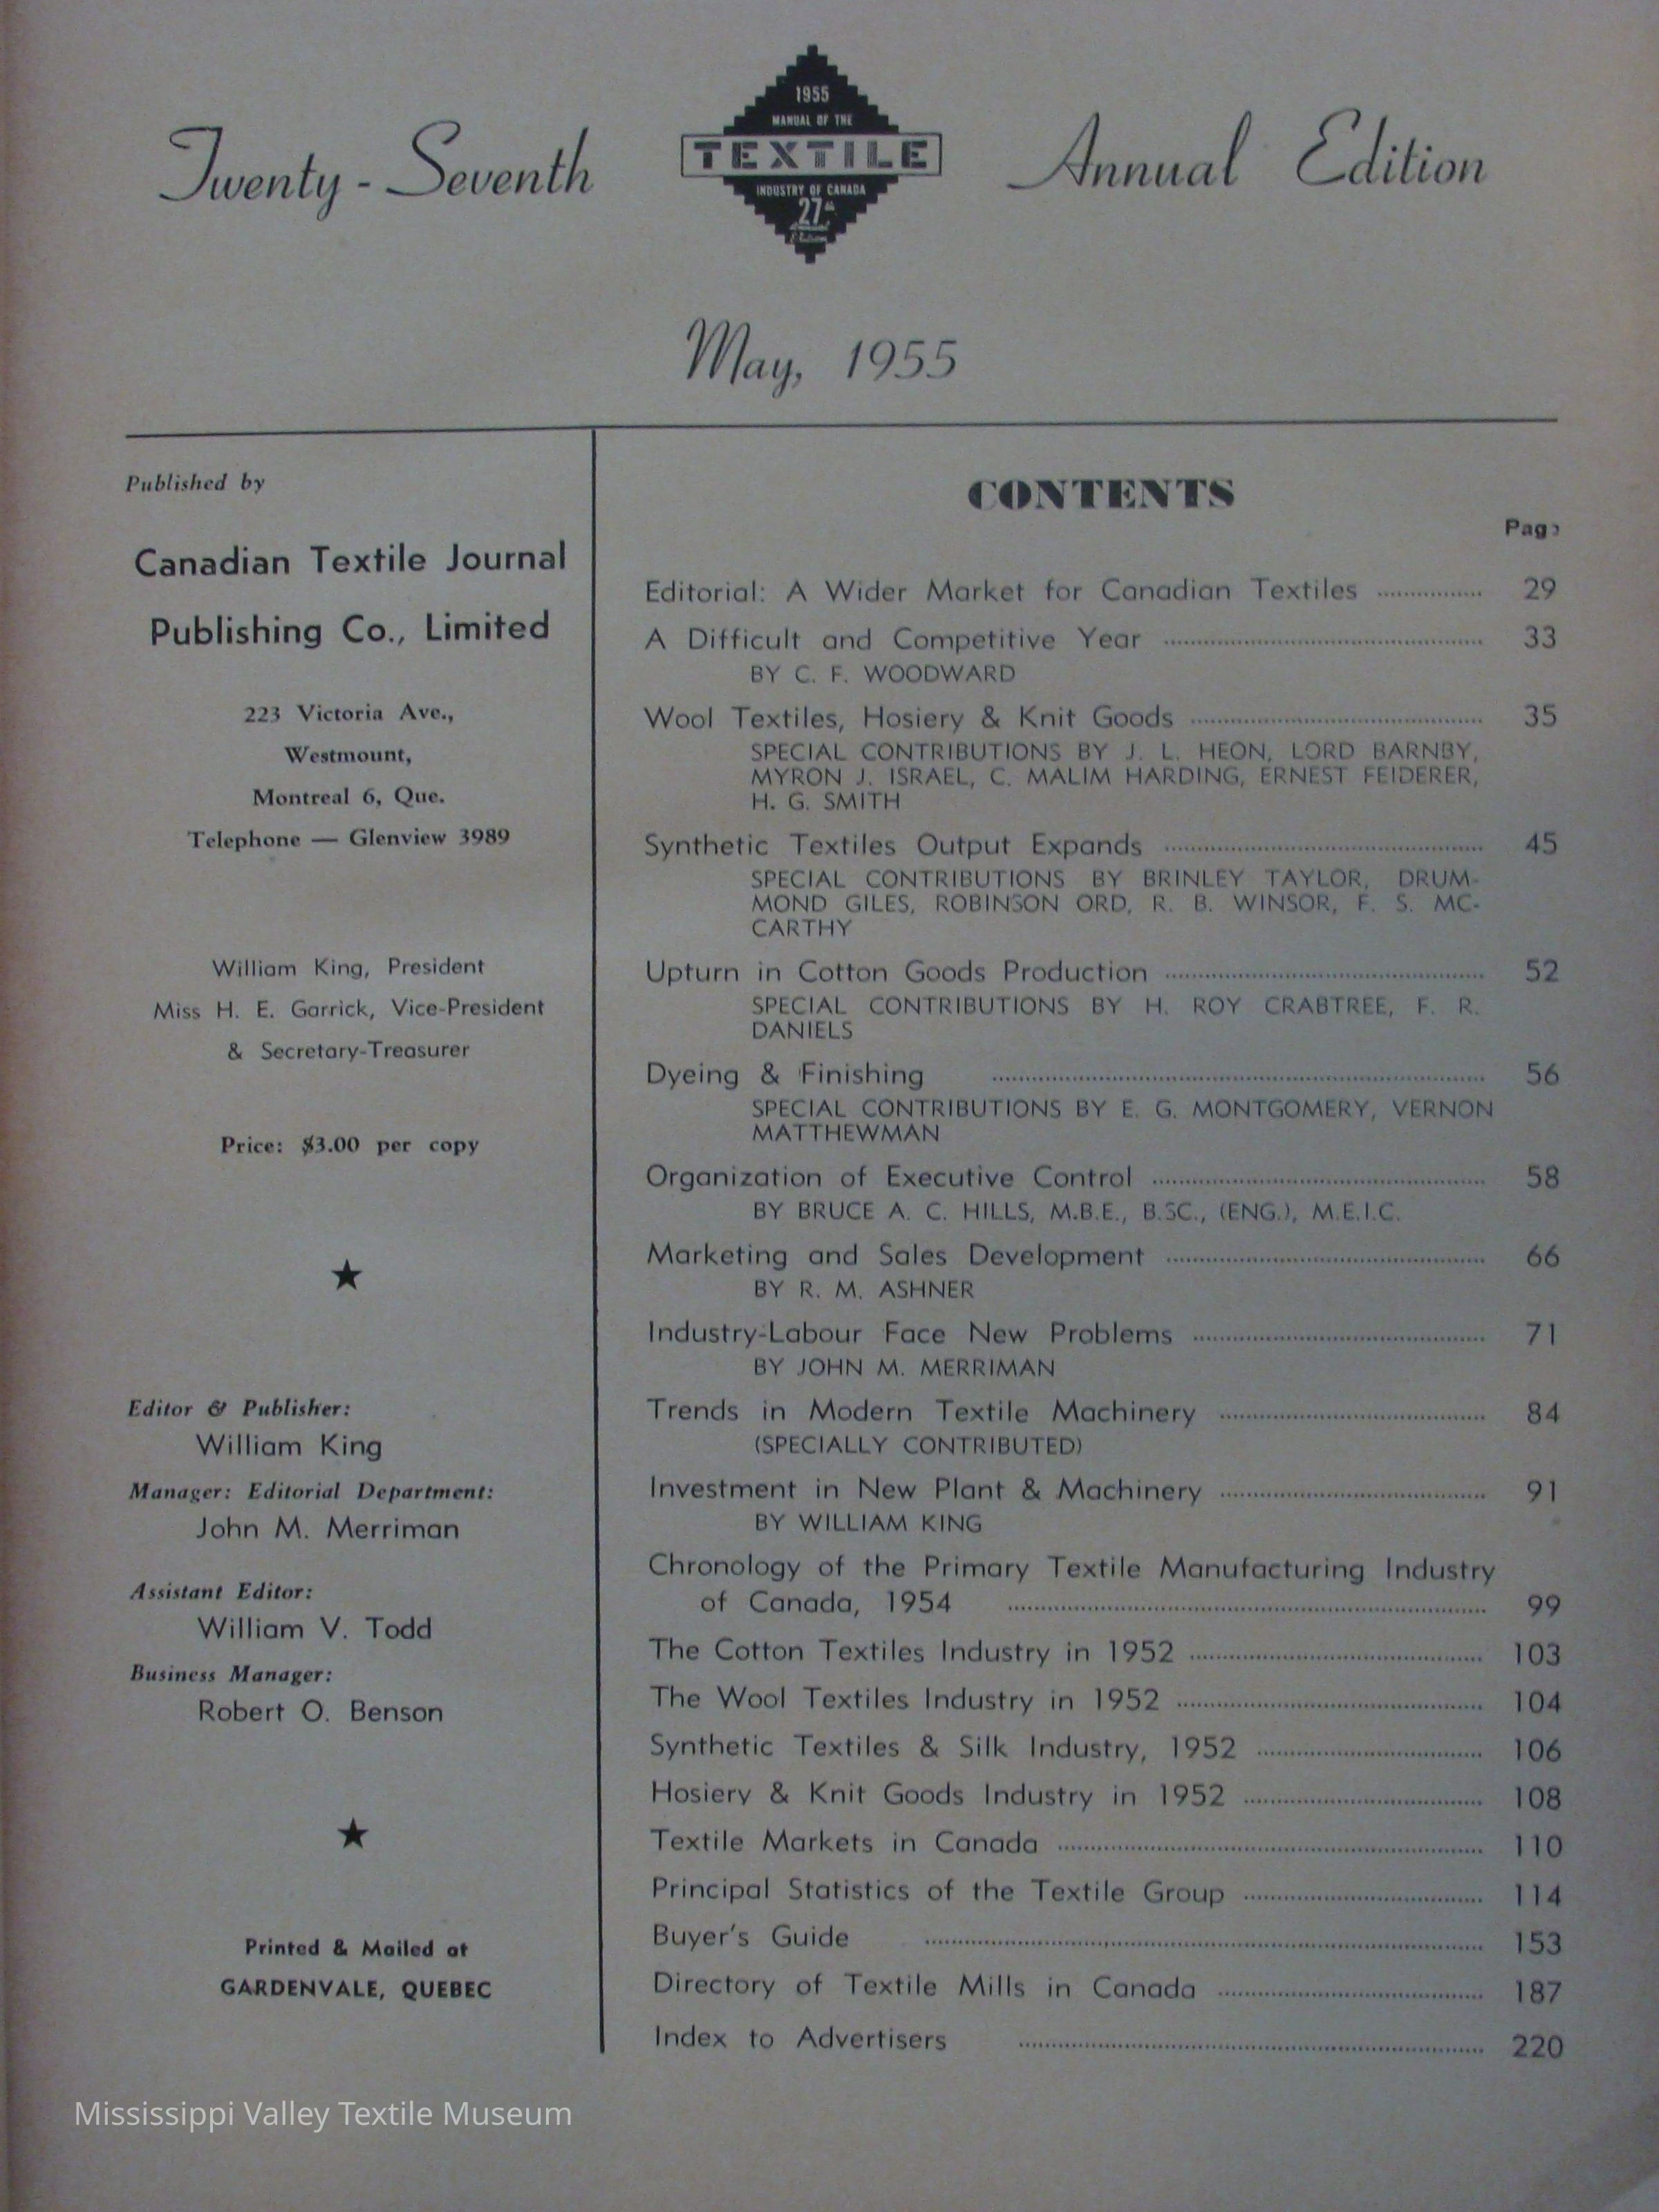 Twenty-Seventh
1955
MANUAL OF THE
TEXTILE
INDUSTRY OF CANADA
27th
Annual
Edition
Annual Edition
May, 1955
Published by
Canadian Textile Journal
Publishing Co., Limited
223 Victoria Ave.,
Westmount,
Montreal 6, Que.
Telephone — Glenview 3989
William King, President
Miss H. E. Garrick, Vice-President
& Secretary-Treasurer
Price: $3.00 per copy
★
Editor & Publisher:
William King
Manager: Editorial Department:
John M. Merriman
Assistant Editor:
William V. Todd
Business Manager:
Robert O. Benson
★
Printed & Mailed at
GARDENVALE, QUEBEC
CONTENTS
Page
Editorial: A Wider Market for Canadian Textiles ................ 29
A Difficult and Competitive Year ................ 33
BY C. F. WOODWARD
Wool Textiles, Hosiery & Knit Goods ................ 35
SPECIAL CONTRIBUTIONS BY J. L. HEON, LORD BARNBY,
MYRON J. ISRAEL, C. MALIM HARDING, ERNEST FEIDERER,
H. G. SMITH
Synthetic Textiles Output Expands ................ 45
SPECIAL CONTRIBUTIONS BY BRINLEY TAYLOR, DRUM-
MOND GILES, ROBINSON ORD, R. B. WINSOR, F. S. MC-
CARTHY
Upturn in Cotton Goods Production ................ 52
SPECIAL CONTRIBUTIONS BY H. ROY CRABTREE, F. R.
DANIELS
Dyeing & Finishing ................ 56
SPECIAL CONTRIBUTIONS BY E. G. MONTGOMERY, VERNON
MATTHEWMAN
Organization of Executive Control ................ 58
BY BRUCE A. C. HILLS, M.B.E., B.SC., (ENG.), M.E.I.C.
Marketing and Sales Development ................ 66
BY R. M. ASHNER
Industry-Labour Face New Problems ................ 71
BY JOHN M. MERRIMAN
Trends in Modern Textile Machinery ................ 84
(SPECIALLY CONTRIBUTED)
Investment in New Plant & Machinery ................ 91
BY WILLIAM KING
Chronology of the Primary Textile Manufacturing Industry
of Canada, 1954 ................ 99
The Cotton Textiles Industry in 1952 ................ 103
The Wool Textiles Industry in 1952 ................ 104
Synthetic Textiles & Silk Industry, 1952 ................ 106
Hosiery & Knit Goods Industry in 1952 ................ 108
Textile Markets in Canada ................ 110
Principal Statistics of the Textile Group ................ 114
Buyer's Guide ................ 153
Directory of Textile Mills in Canada ................ 187
Index to Advertisers ................ 220
Mississippi Valley Textile Museum